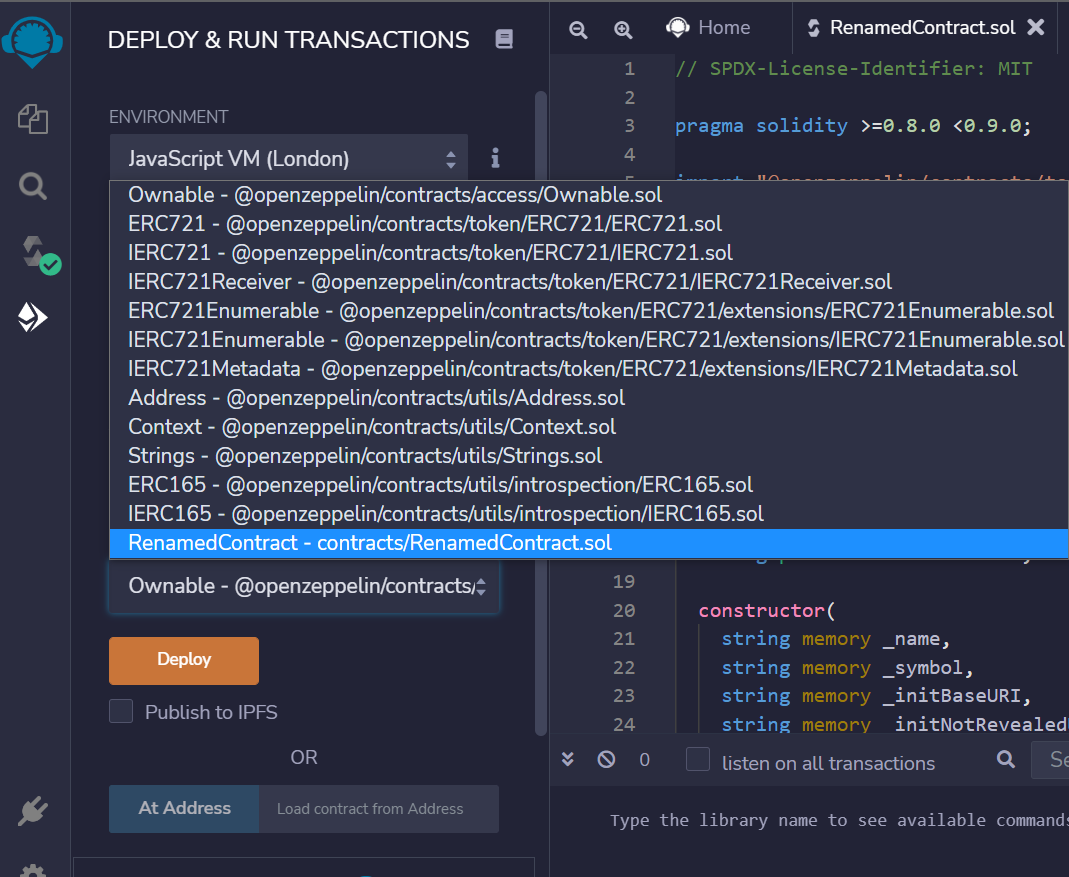 DEPLOY & RUN TRANSACTIONS
ENVIRONMENT
JavaScript VM (London)
Ownable - @openzeppelin/contracts/access/Ownable.sol
ERC721 - @openzeppelin/contracts/token/ERC721/ERC721.sol
IERC721 - @openzeppelin/contracts/token/ERC721/IERC721.sol
IERC721Receiver - @openzeppelin/contracts/token/ERC721/IERC721Receiver.sol
ERC721Enumerable - @openzeppelin/contracts/token/ERC721/extensions/ERC721Enumerable.sol
IERC721Enumerable - @openzeppelin/contracts/token/ERC721/extensions/IERC721Enumerable.sol
IERC721Metadata - @openzeppelin/contracts/token/ERC721/extensions/IERC721Metadata.sol
Address - @openzeppelin/contracts/utils/Address.sol
Context - @openzeppelin/contracts/utils/Context.sol
Strings - @openzeppelin/contracts/utils/Strings.sol
ERC165 - @openzeppelin/contracts/utils/introspection/ERC165.sol
IERC165 - @openzeppelin/contracts/utils/introspection/IERC165.sol
RenamedContract - contracts/RenamedContract.sol
Ownable - @openzeppelin/contracts/
Deploy
Publish to IPFS
OR
At Address
Load contract from Address
Home
RenamedContract.sol
1 // SPDX-License-Identifier: MIT
2
3 pragma solidity >=0.8.0 <0.9.0;
4
5 import "@openzeppelin/contracts/to
19
20 constructor(
21 string memory _name,
22 string memory _symbol,
23 string memory _initBaseURI,
24 string memory _initNotRevealed
0
listen on all transactions
Se
Type the library name to see available commands